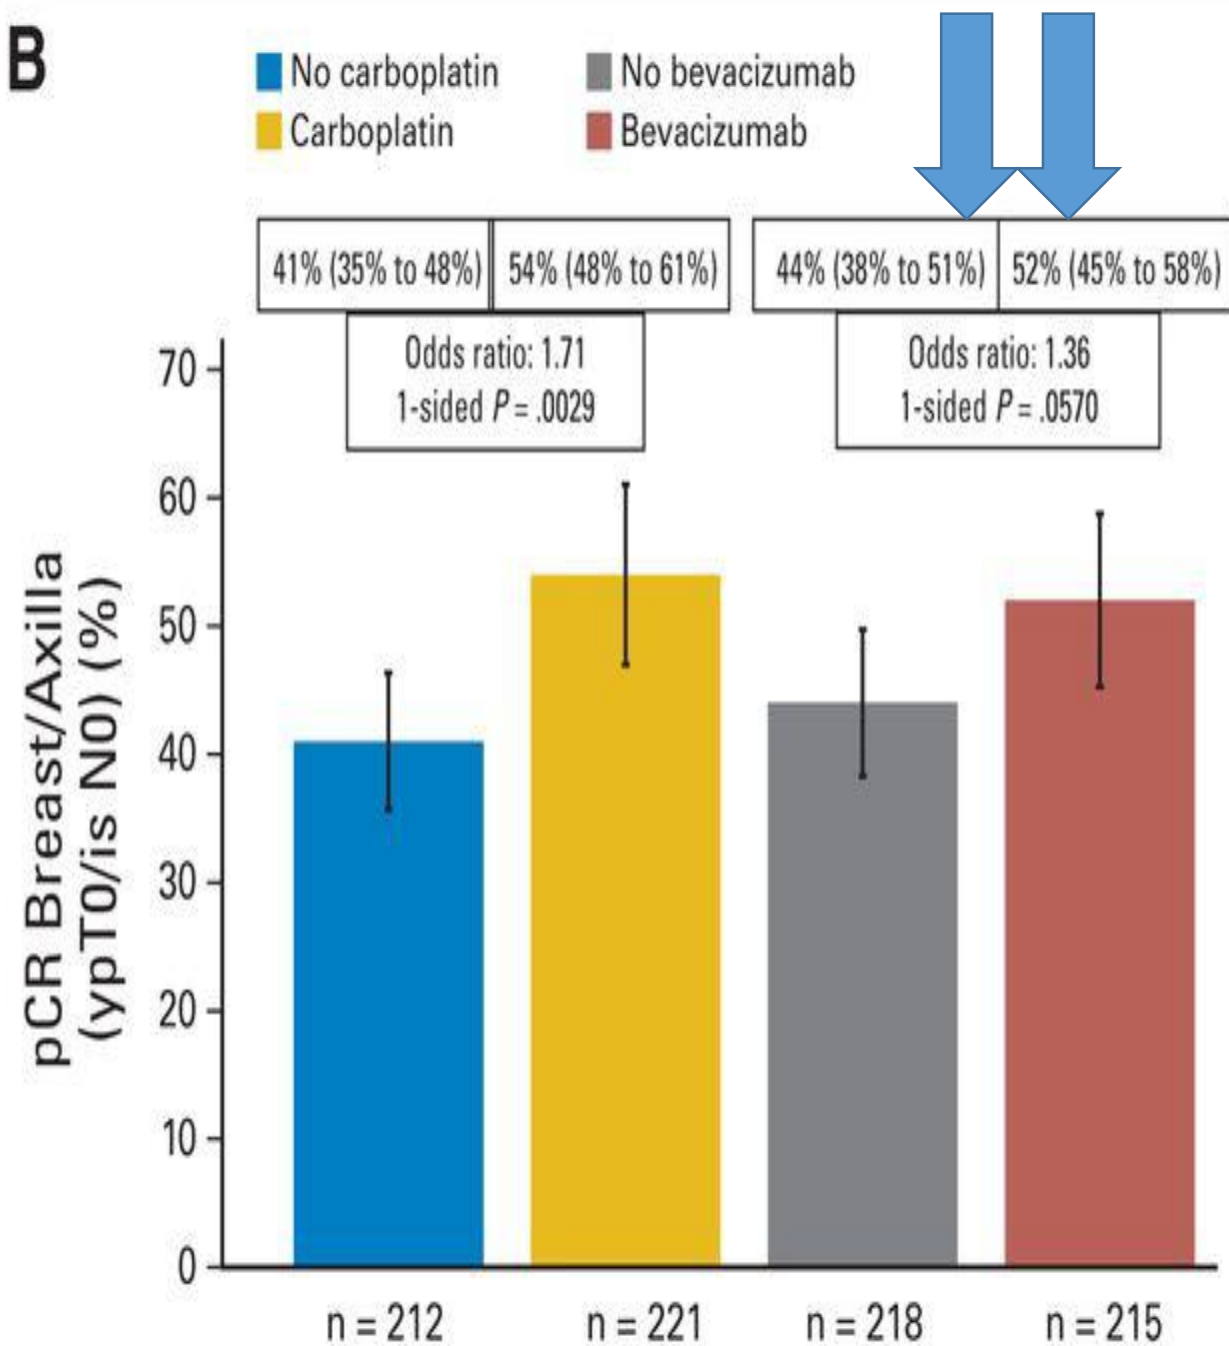 B
No carboplatin
Carboplatin
No bevacizumab
Bevacizumab
41% (35% to 48%)
54% (48% to 61%)
44% (38% to 51%)
52% (45% to 58%)
Odds ratio: 1.71
1-sided P = .0029
Odds ratio: 1.36
1-sided P = .0570
pCR Breast/Axilla
(ypT0/is N0) (%)
70
60
50
40
30
20
10
0
n = 212
n = 221
n = 218
n = 215